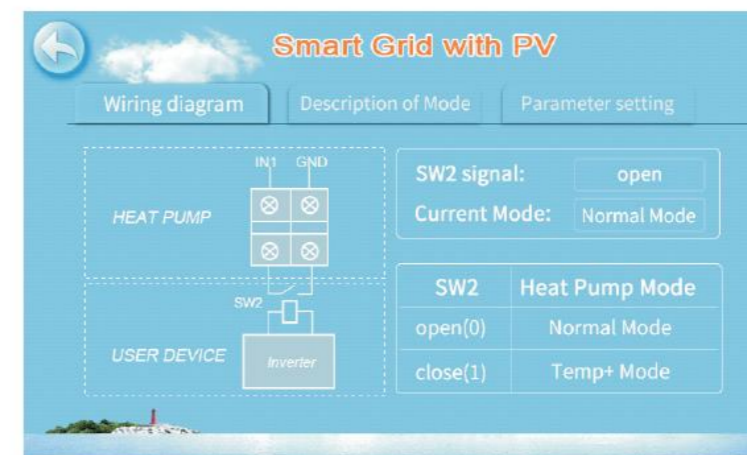 Smart Grid with PV
Wiring diagram
Description of Mode
Parameter setting
IN1 GND
HEAT PUMP
SW2
USER DEVICE
Inverter
SW2 signal: open
Current Mode: Normal Mode
SW2 Heat Pump Mode
open(0) Normal Mode
close(1) Temp+ Mode